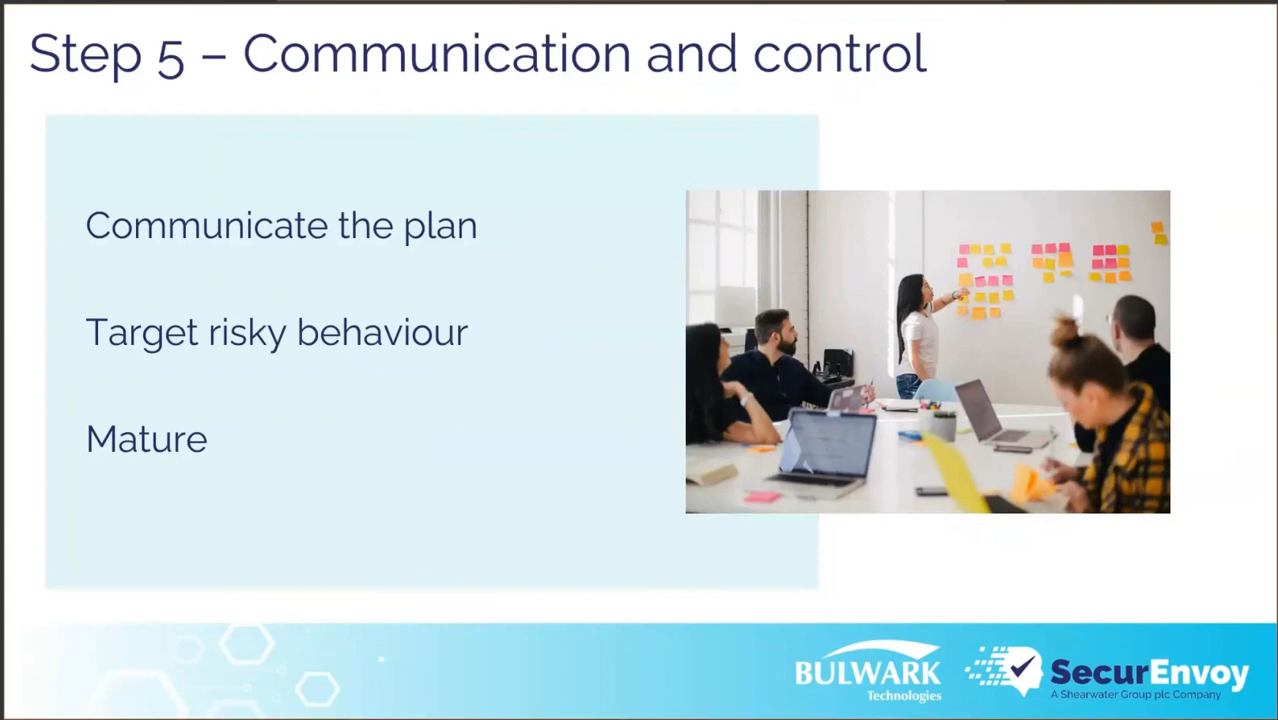 Step 5 – Communication and control
Communicate the plan
Target risky behaviour
Mature
BULWARK
Technologies
SecurEnvoy
A Shearwater Group plc Company